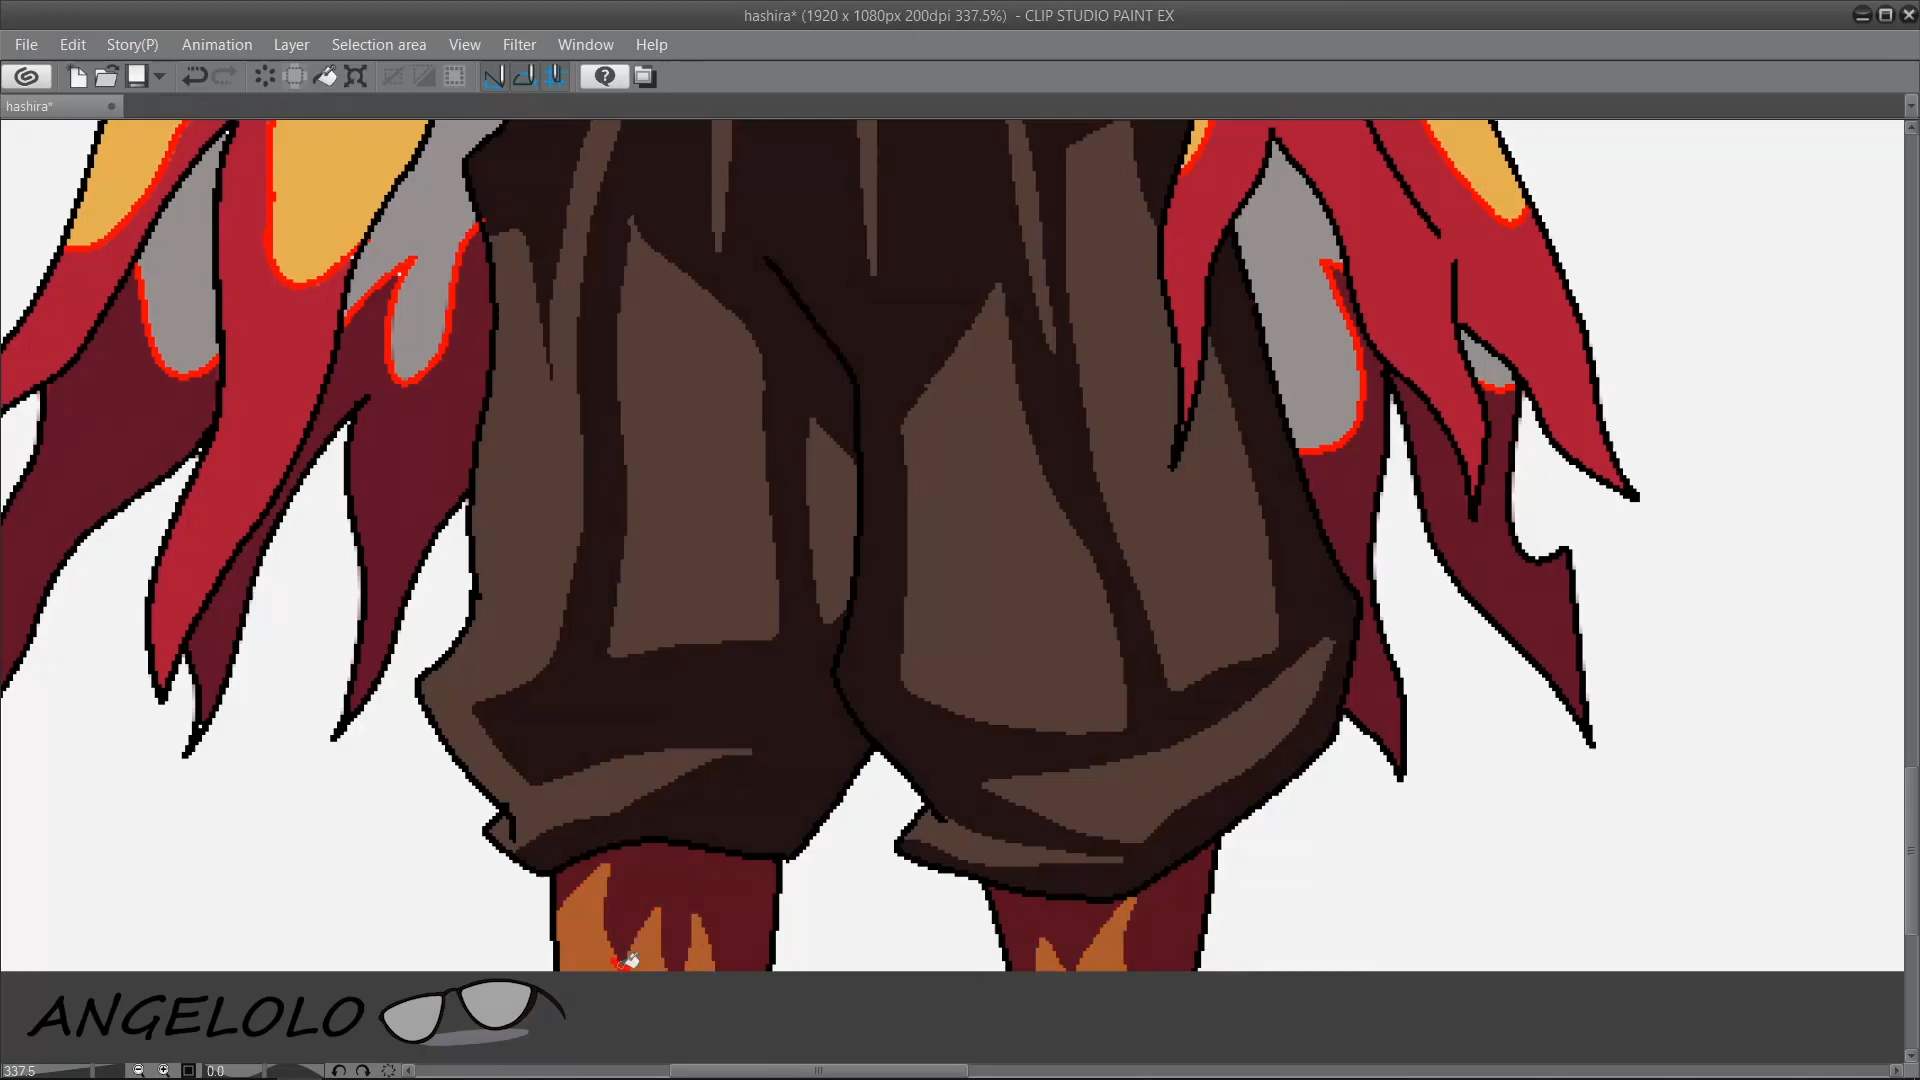 hashira* (1920 x 1080px 200dpi 337.5%) - CLIP STUDIO PAINT EX
File Edit Story(P) Animation Layer Selection area View Filter Window Help
hashira*
ANGELOLO
337.5 0.0